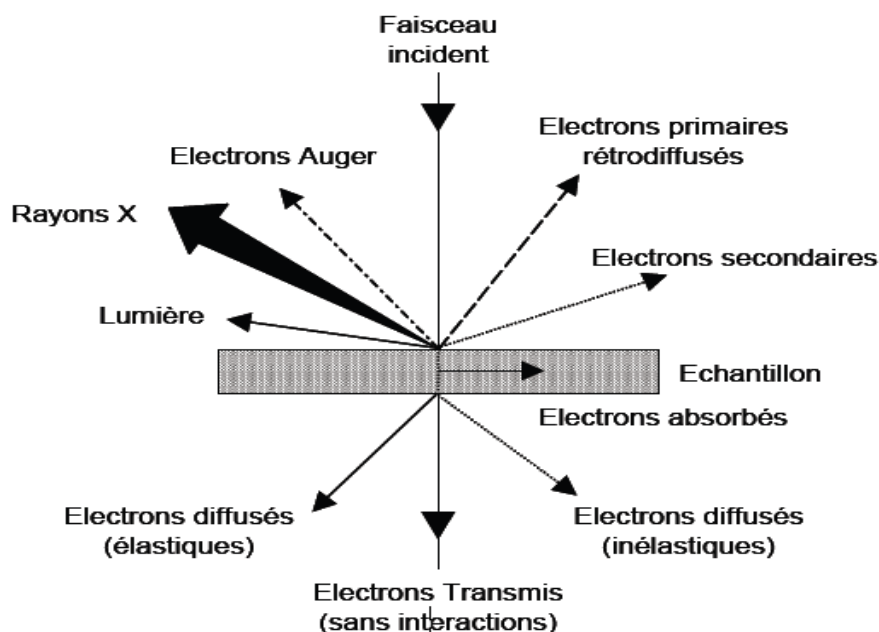 Faisceau
incident
Electrons primaires
rétrodiffusés
Electrons Auger
Rayons X
Electrons secondaires
Lumière
Echantillon
Electrons absorbés
Electrons diffusés
(élastiques)
Electrons diffusés
(inélastiques)
Electrons Transmis
(sans interactions)